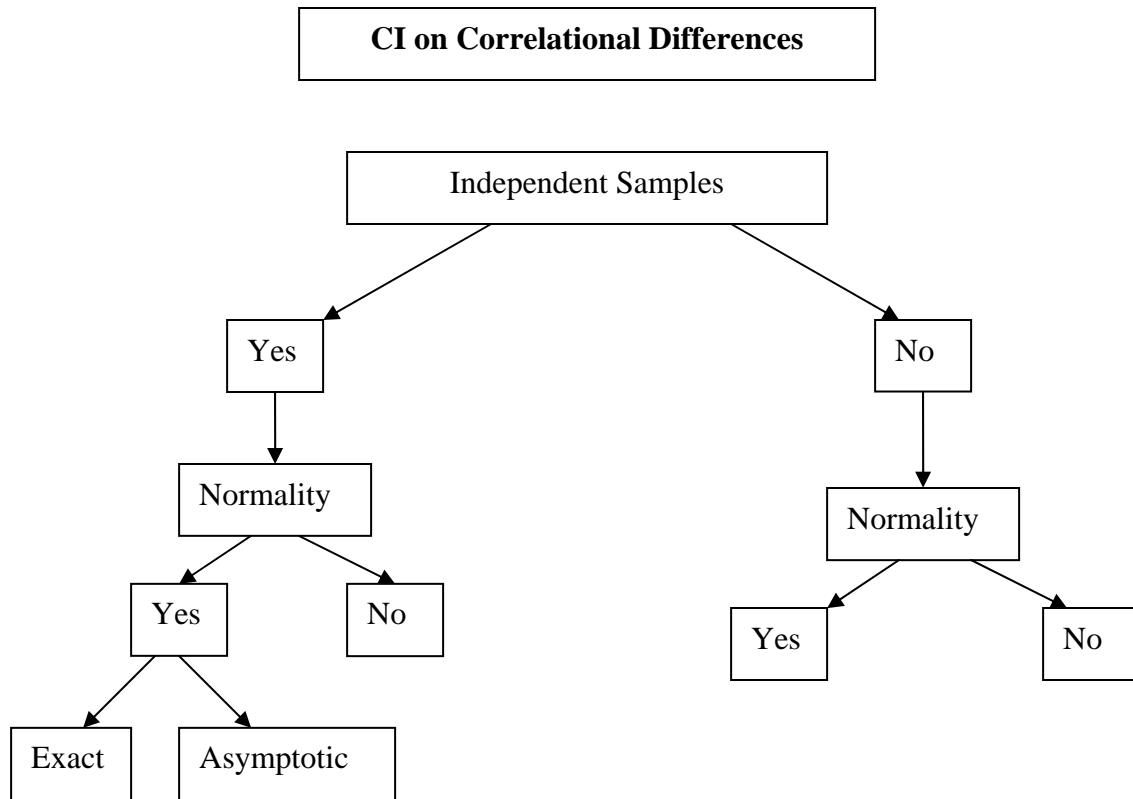 CI on Correlational Differences
Independent Samples
Yes
No
Normality
Normality
Yes
No
Yes
No
Exact
Asymptotic